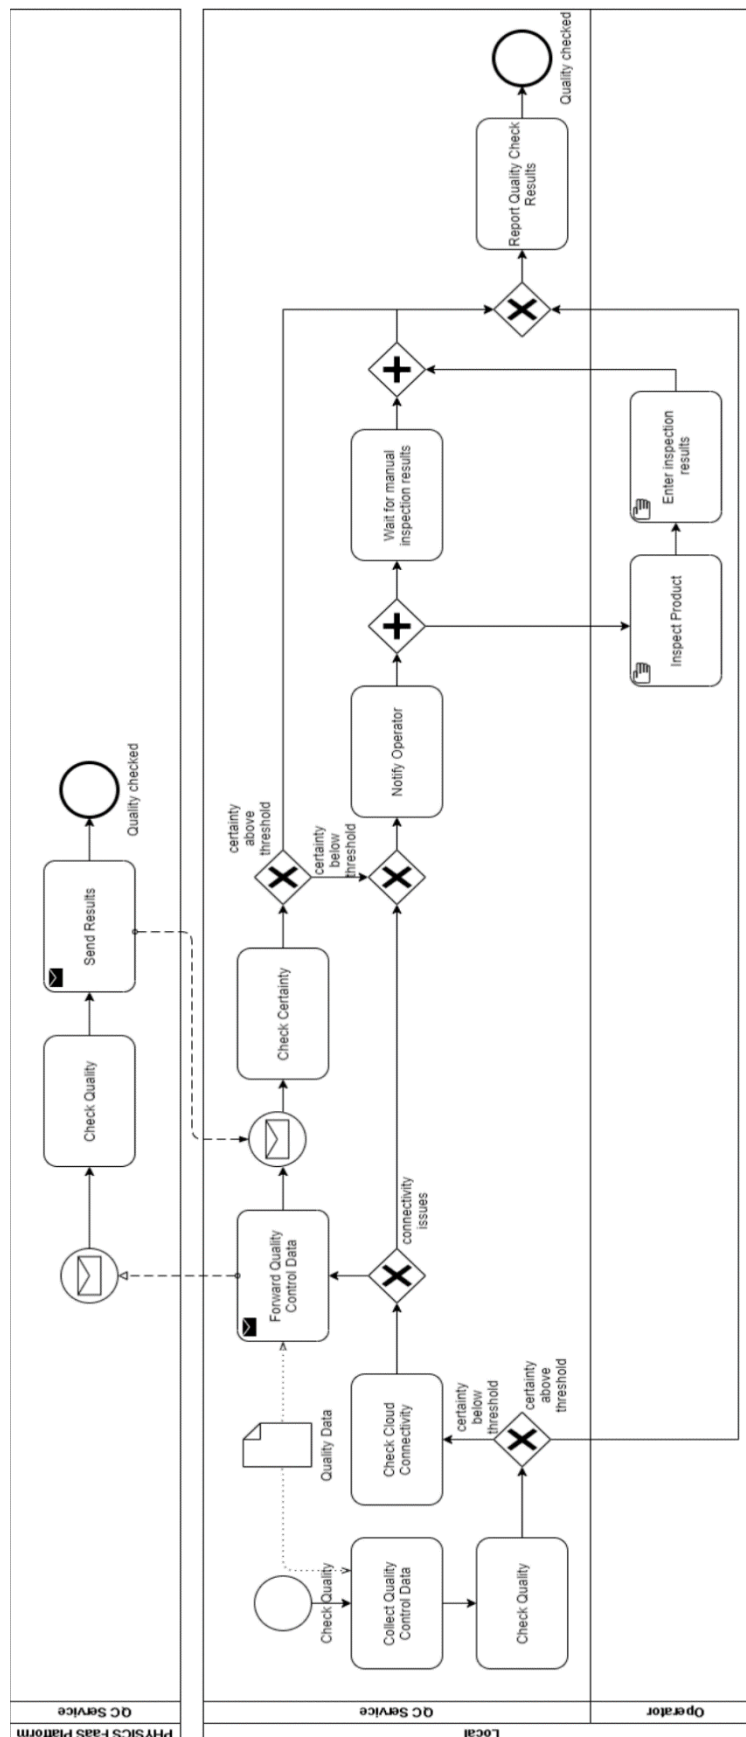 PHYSICS FaaS Platform
QC Service
Check Quality
Send Results
Quality checked
Local
QC Service
Check Quality
Collect Quality
Control Data
Check Quality
Quality Data
certainty
below
threshold
certainty
above
threshold
Check Cloud
Connectivity
connectivity
issues
Forward Quality
Control Data
Check Certainty
certainty
above
threshold
certainty
below
threshold
Notify Operator
Wait for manual
inspection results
Report Quality Check
Results
Quality checked
Operator
Inspect Product
Enter inspection
results